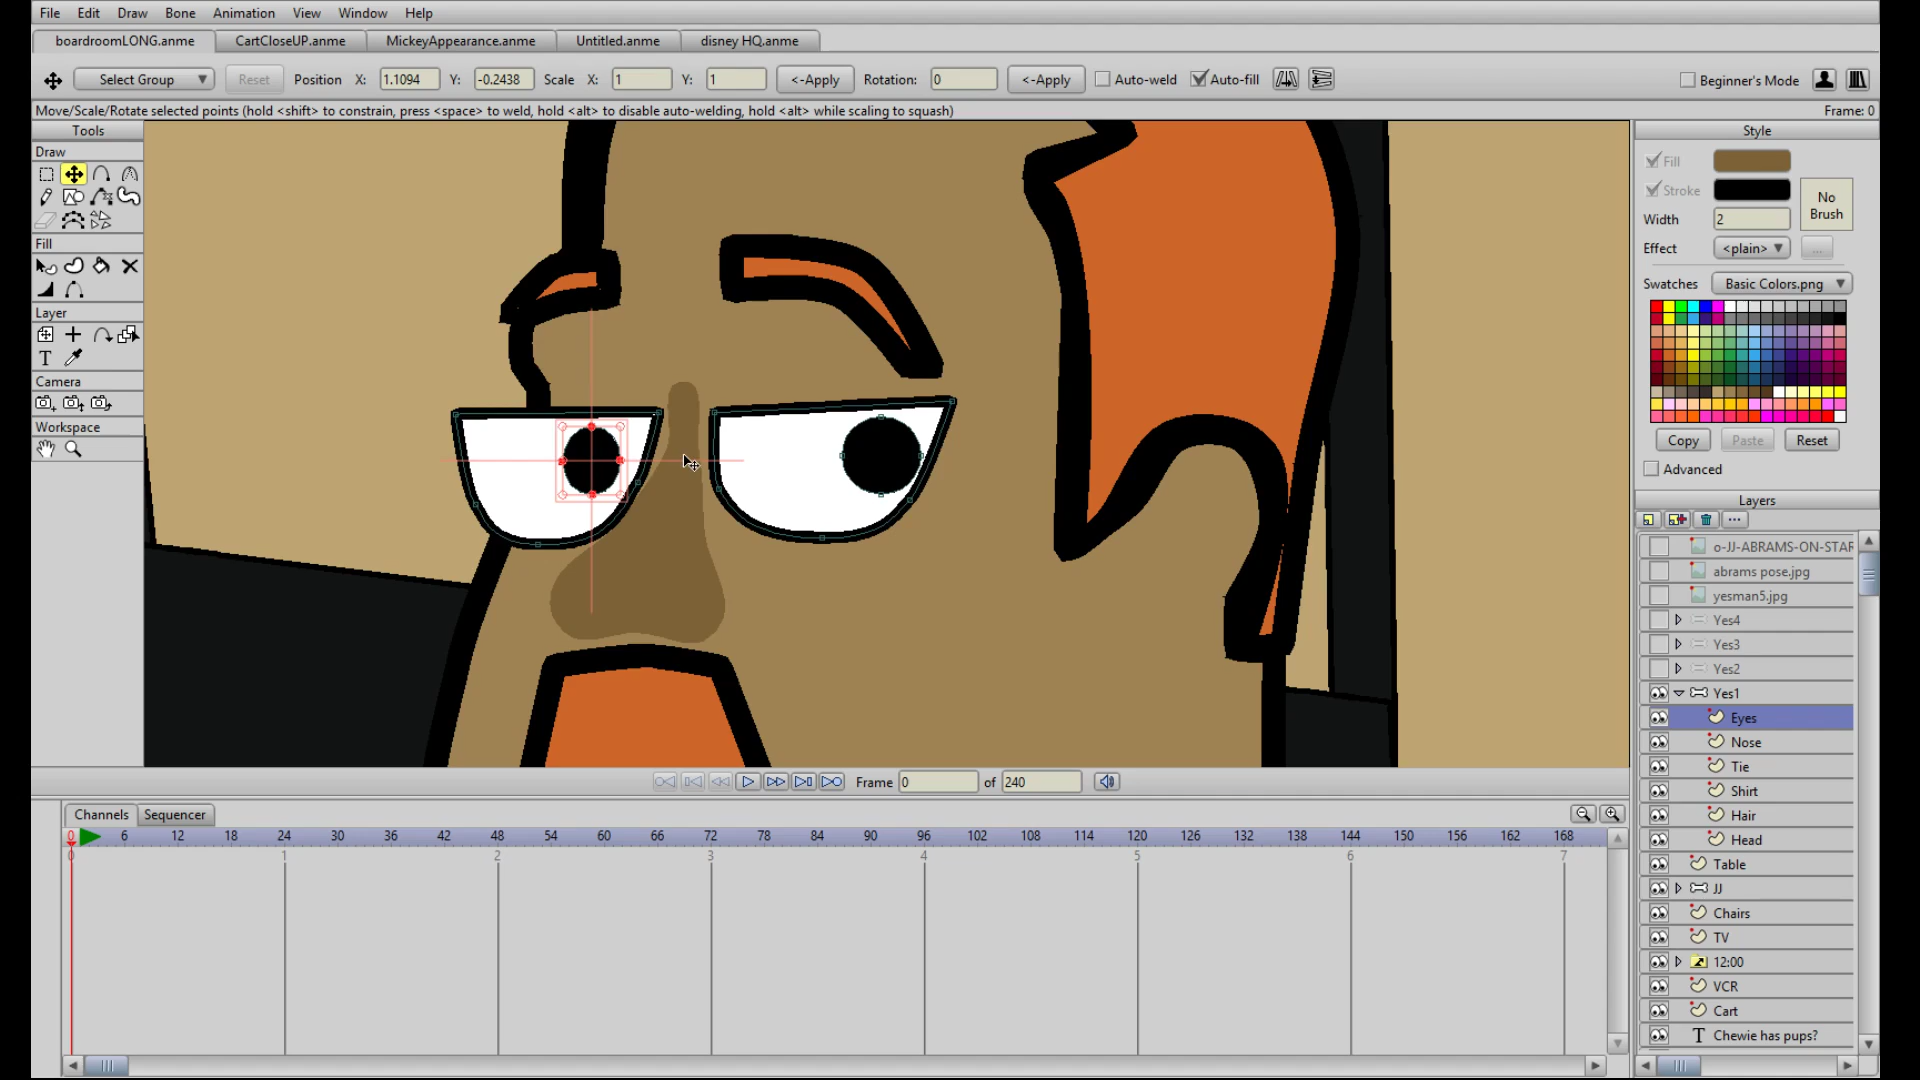 File Edit Draw Bone Animation View Window Help
boardroomLONG.anme CartCloseUP.anme MickeyAppearance.anme Untitled.anme disney HQ.anme
Select Group Reset Position X: 1.1094 Y: -0.2438 Scale X: 1 Y: 1 <-Apply Rotation: 0 <-Apply Auto-weld Auto-fill Beginner's Mode
Move/Scale/Rotate selected points (hold <shift> to constrain, press <space> to weld, hold <alt> to disable auto-welding, hold <alt> while scaling to squash) Frame: 0
Tools
Draw
Fill
Layer
T
Camera
Workspace
Style
Fill
Stroke
No
Brush
Width 2
Effect <plain> ...
Swatches Basic Colors.png
Copy Paste Reset
Advanced
Layers
o-JJ-ABRAMS-ON-STAR
abrams pose.jpg
yesman5.jpg
Yes4
Yes3
Yes2
Yes1
Eyes
Nose
Tie
Shirt
Hair
Head
Table
JJ
Chairs
TV
12:00
VCR
Cart
T Chewie has pups?
Frame 0 of 240
Channels Sequencer
0 6 12 18 24 30 36 42 48 54 60 66 72 78 84 90 96 102 108 114 120 126 132 138 144 150 156 162 168
0 1 2 3 4 5 6 7